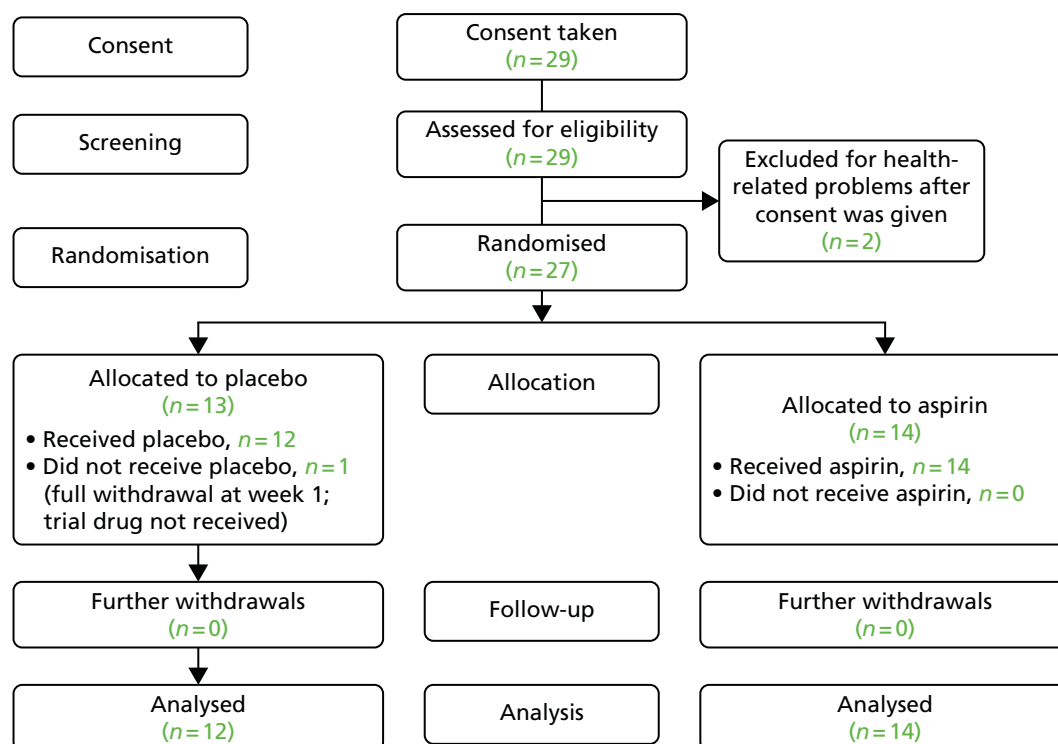 Consent
Consent taken
(n=29)
Screening
Assessed for eligibility
(n=29)
Excluded for health-
related problems after
consent was given
(n=2)
Randomisation
Randomised
(n=27)
Allocated to placebo
(n=13)
• Received placebo, n=12
• Did not receive placebo, n=1
(full withdrawal at week 1;
trial drug not received)
Allocation
Allocated to aspirin
(n=14)
• Received aspirin, n=14
• Did not receive aspirin, n=0
Further withdrawals
(n=0)
Follow-up
Further withdrawals
(n=0)
Analysed
(n=12)
Analysis
Analysed
(n=14)